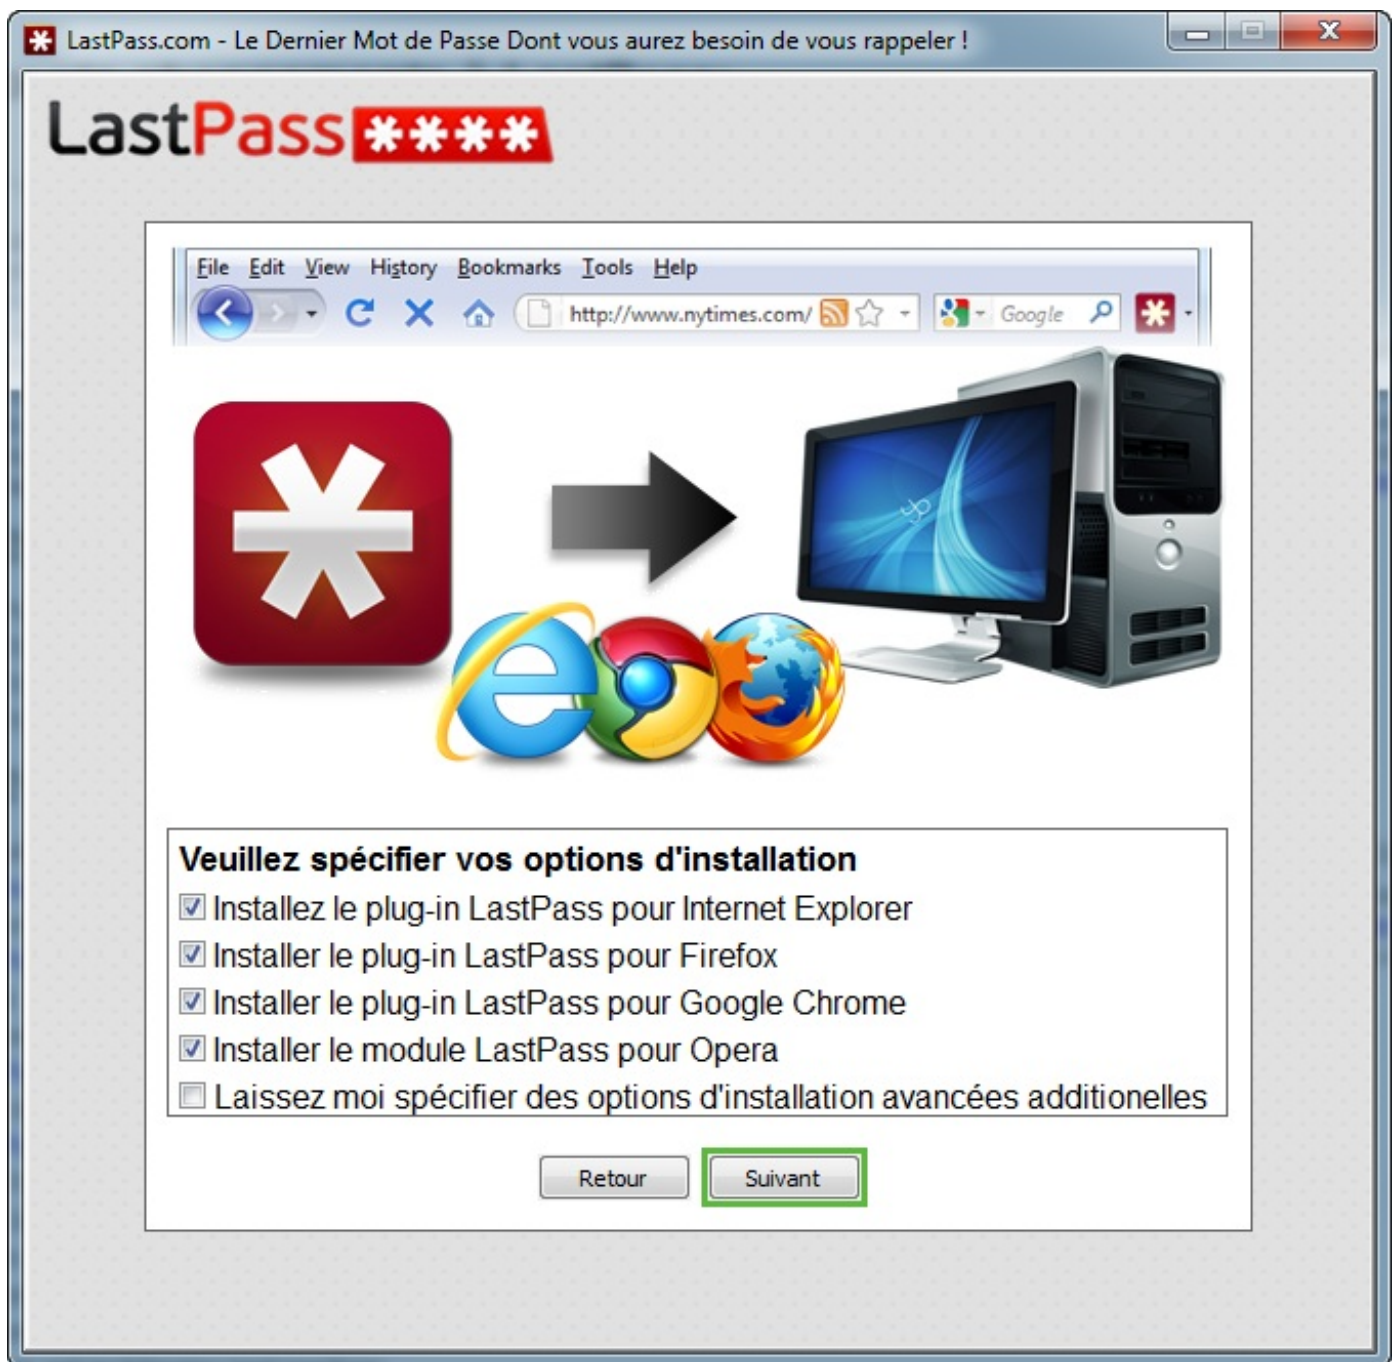 LastPass.com - Le Dernier Mot de Passe Dont vous aurez besoin de vous rappeler !
LastPass ****
File Edit View History Bookmarks Tools Help
http://www.nytimes.com/ Google
Veuillez spécifier vos options d'installation
Installez le plug-in LastPass pour Internet Explorer
Installer le plug-in LastPass pour Firefox
Installer le plug-in LastPass pour Google Chrome
Installer le module LastPass pour Opera
Laissez moi spécifier des options d'installation avancées additionelles
Retour Suivant